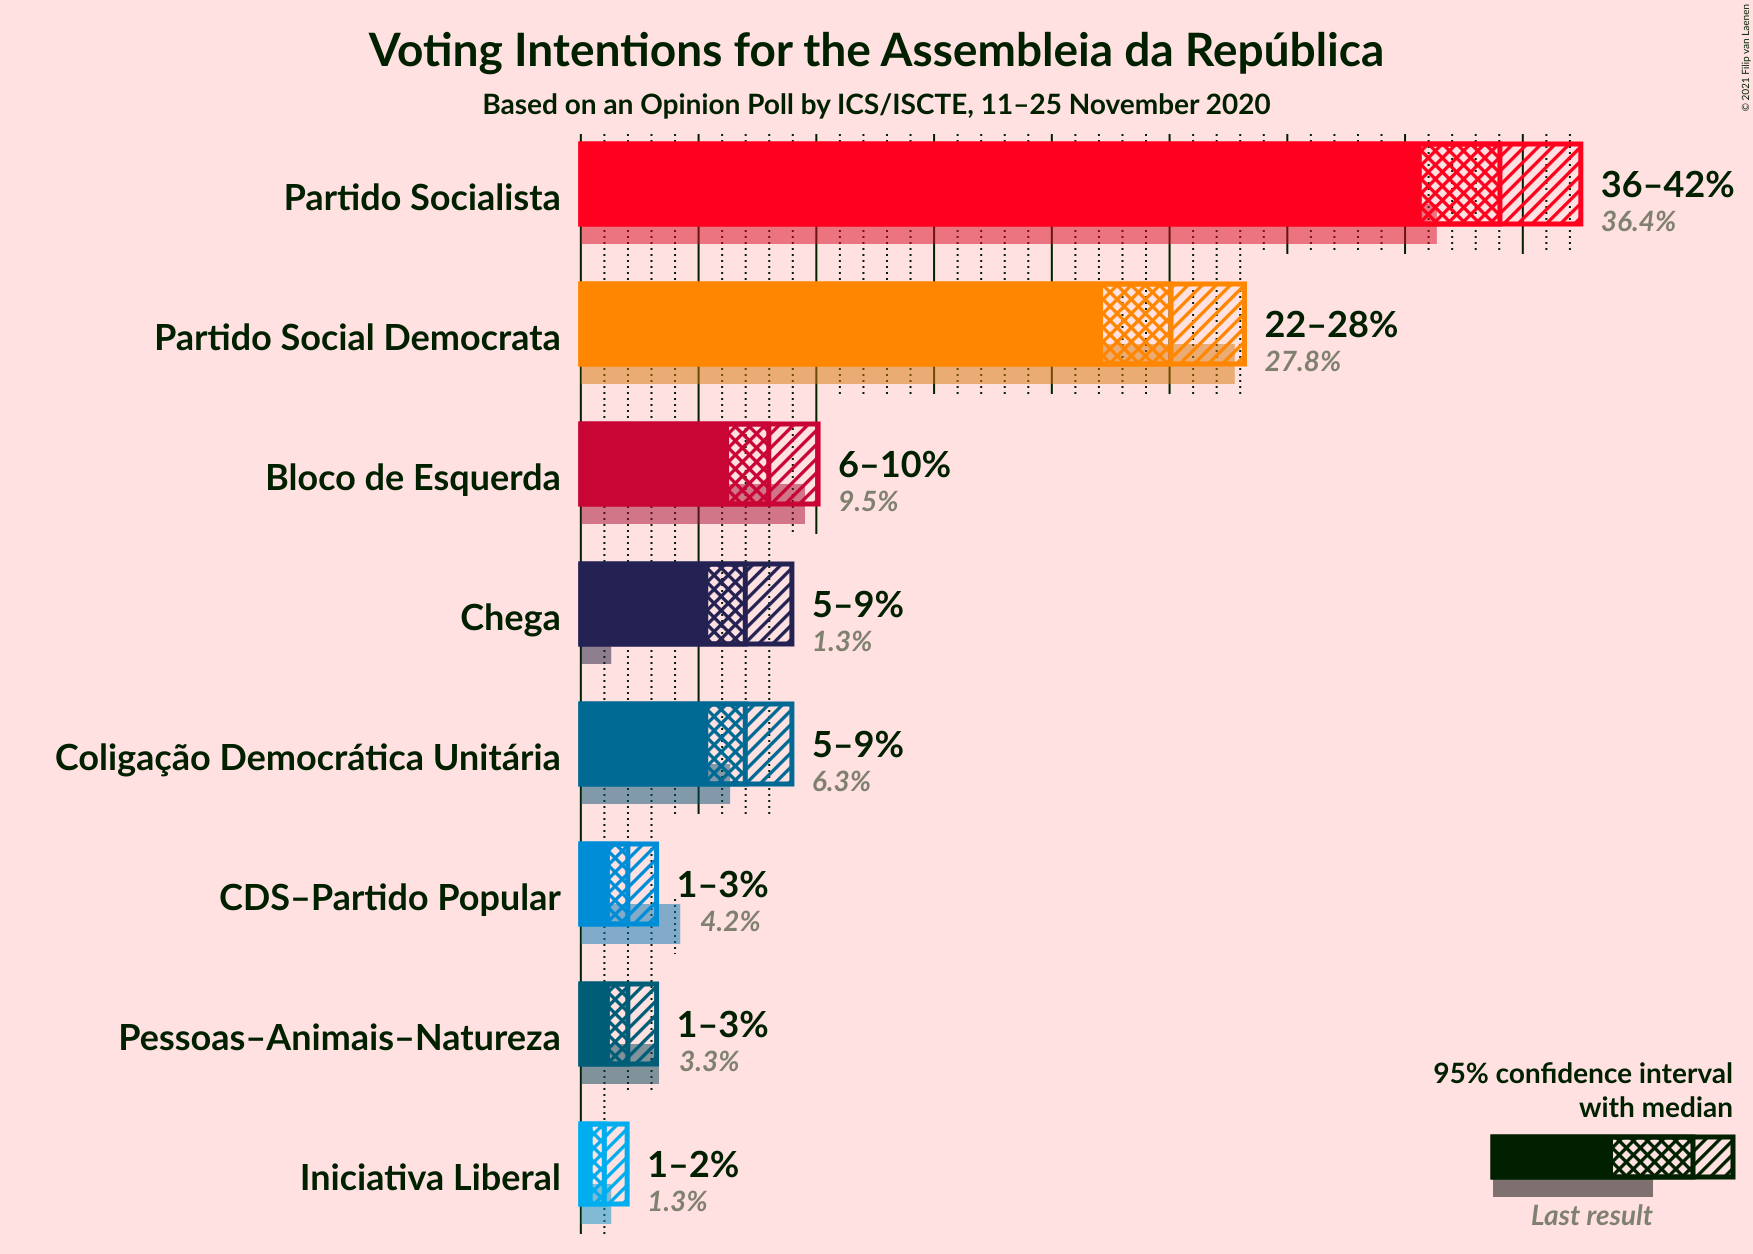 Voting Intentions for the Assembleia da República
Based on an Opinion Poll by ICS/ISCTE, 11–25 November 2020
© 2021 Filip van Laenen
Partido Socialista
36–42%
36.4%
Partido Social Democrata
22–28%
27.8%
Bloco de Esquerda
6–10%
9.5%
Chega
5–9%
1.3%
Coligação Democrática Unitária
5–9%
6.3%
CDS–Partido Popular
1–3%
4.2%
Pessoas–Animais–Natureza
1–3%
3.3%
Iniciativa Liberal
1–2%
1.3%
95% confidence interval
with median
Last result